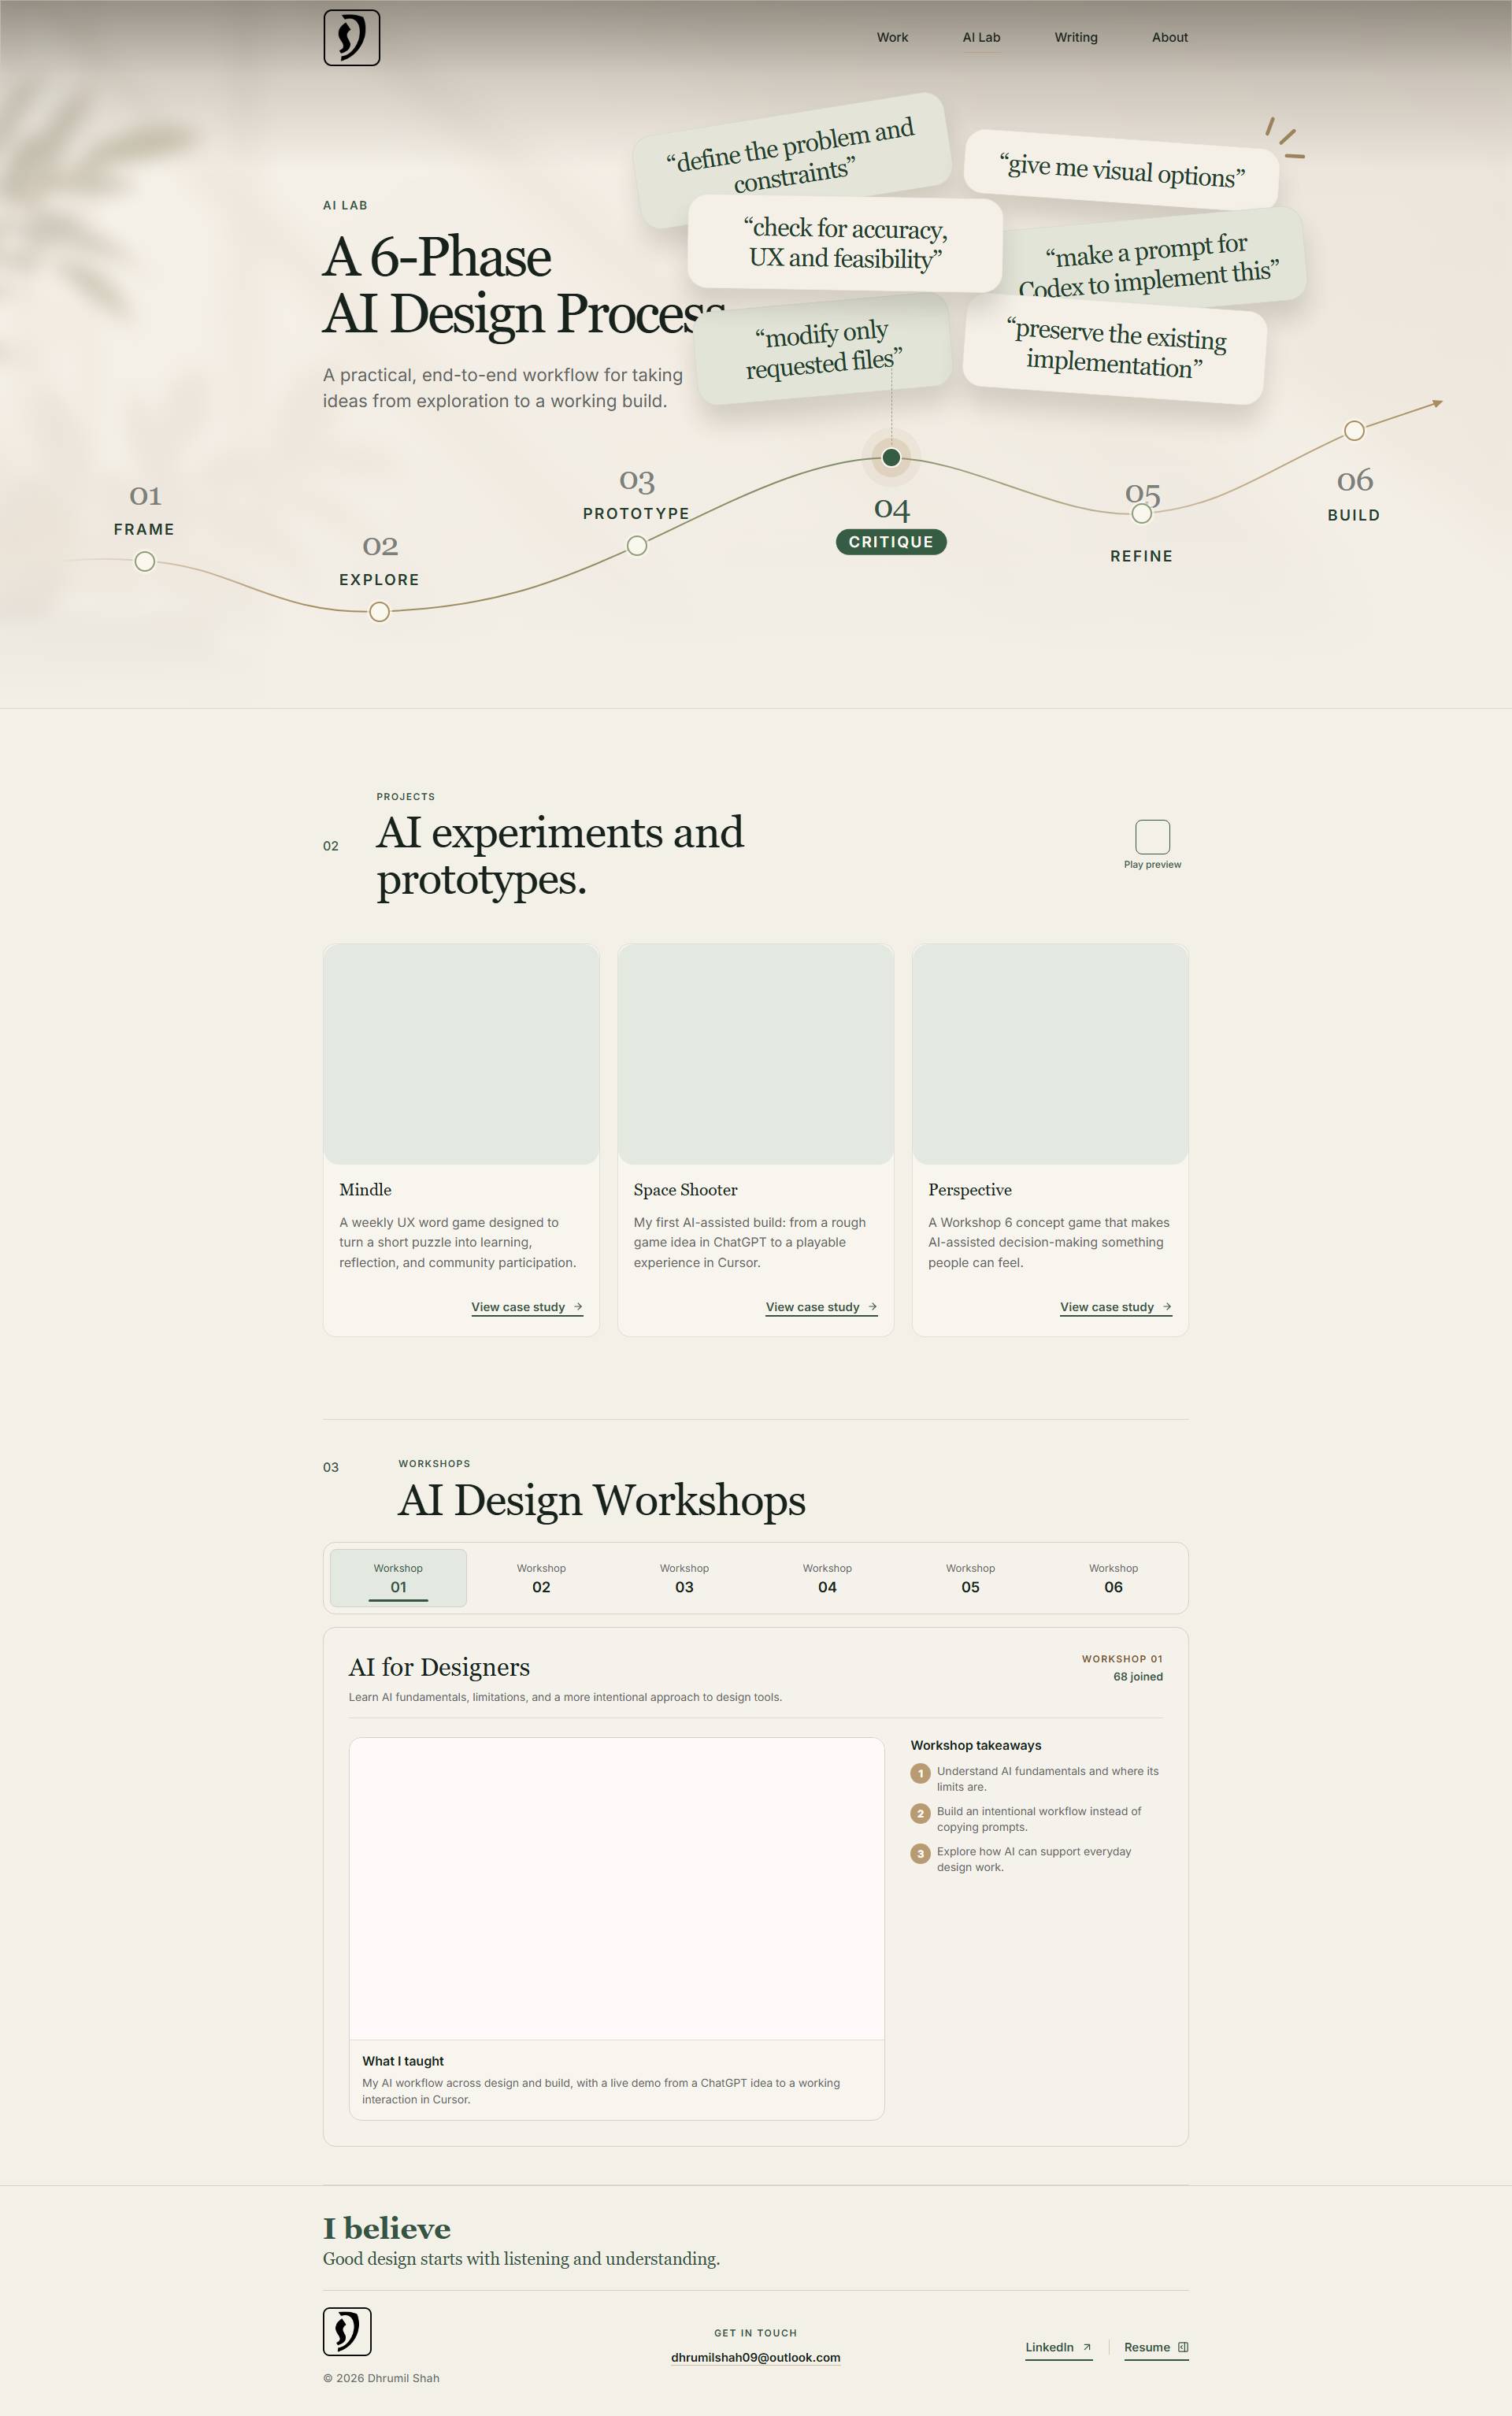 Work
AI Lab
Writing
About
AI LAB
A 6-Phase
AI Design Process
A practical, end-to-end workflow for taking
ideas from exploration to a working build.
“define the problem and
constraints”
“give me visual options”
“check for accuracy,
UX and feasibility”
“make a prompt for
Codex to implement this”
“modify only
requested files”
“preserve the existing
implementation”
01
FRAME
02
EXPLORE
03
PROTOTYPE
04
CRITIQUE
05
REFINE
06
BUILD
02
PROJECTS
AI experiments and
prototypes.
Play preview
Mindle
A weekly UX word game designed to
turn a short puzzle into learning,
reflection, and community participation.
View case study
Space Shooter
My first AI-assisted build: from a rough
game idea in ChatGPT to a playable
experience in Cursor.
View case study
Perspective
A Workshop 6 concept game that makes
AI-assisted decision-making something
people can feel.
View case study
03
WORKSHOPS
AI Design Workshops
Workshop
01
Workshop
02
Workshop
03
Workshop
04
Workshop
05
Workshop
06
AI for Designers
Learn AI fundamentals, limitations, and a more intentional approach to design tools.
WORKSHOP 01
68 joined
What I taught
My AI workflow across design and build, with a live demo from a ChatGPT idea to a working
interaction in Cursor.
Workshop takeaways
1 Understand AI fundamentals and where its
limits are.
2 Build an intentional workflow instead of
copying prompts.
3 Explore how AI can support everyday
design work.
I believe
Good design starts with listening and understanding.
© 2026 Dhrumil Shah
GET IN TOUCH
dhrumilshah09@outlook.com
LinkedIn
Resume